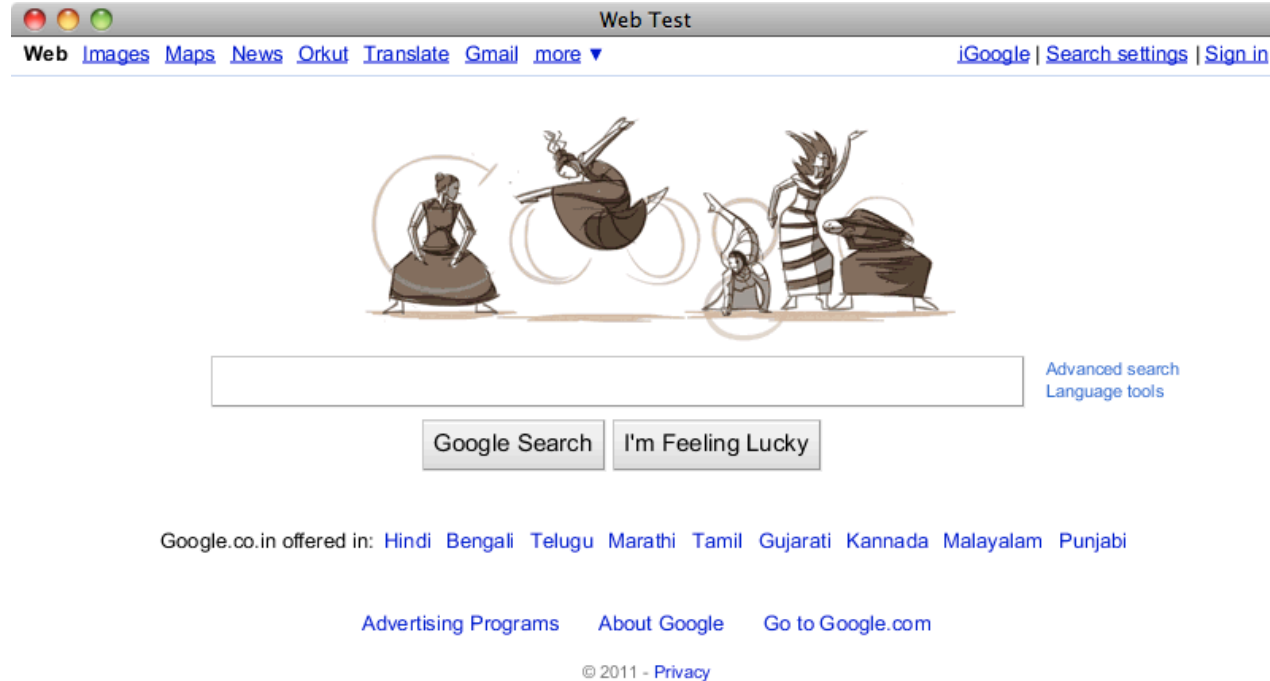 Web Test
Web Images Maps News Orkut Translate Gmail more ▼ iGoogle | Search settings | Sign in
Advanced search
Language tools
Google Search I'm Feeling Lucky
Google.co.in offered in: Hindi Bengali Telugu Marathi Tamil Gujarati Kannada Malayalam Punjabi
Advertising Programs About Google Go to Google.com
© 2011 - Privacy